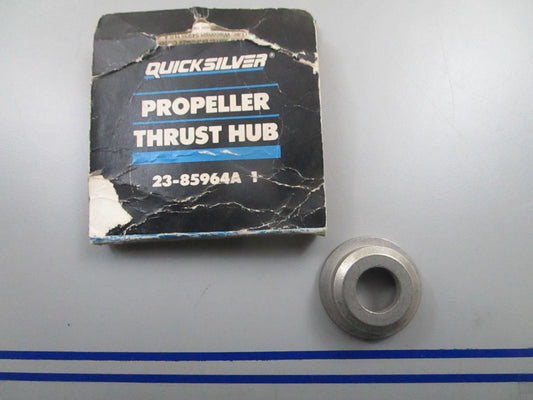 QUICKSILVER®
PROPELLER
THRUST HUB
23-85964A 1